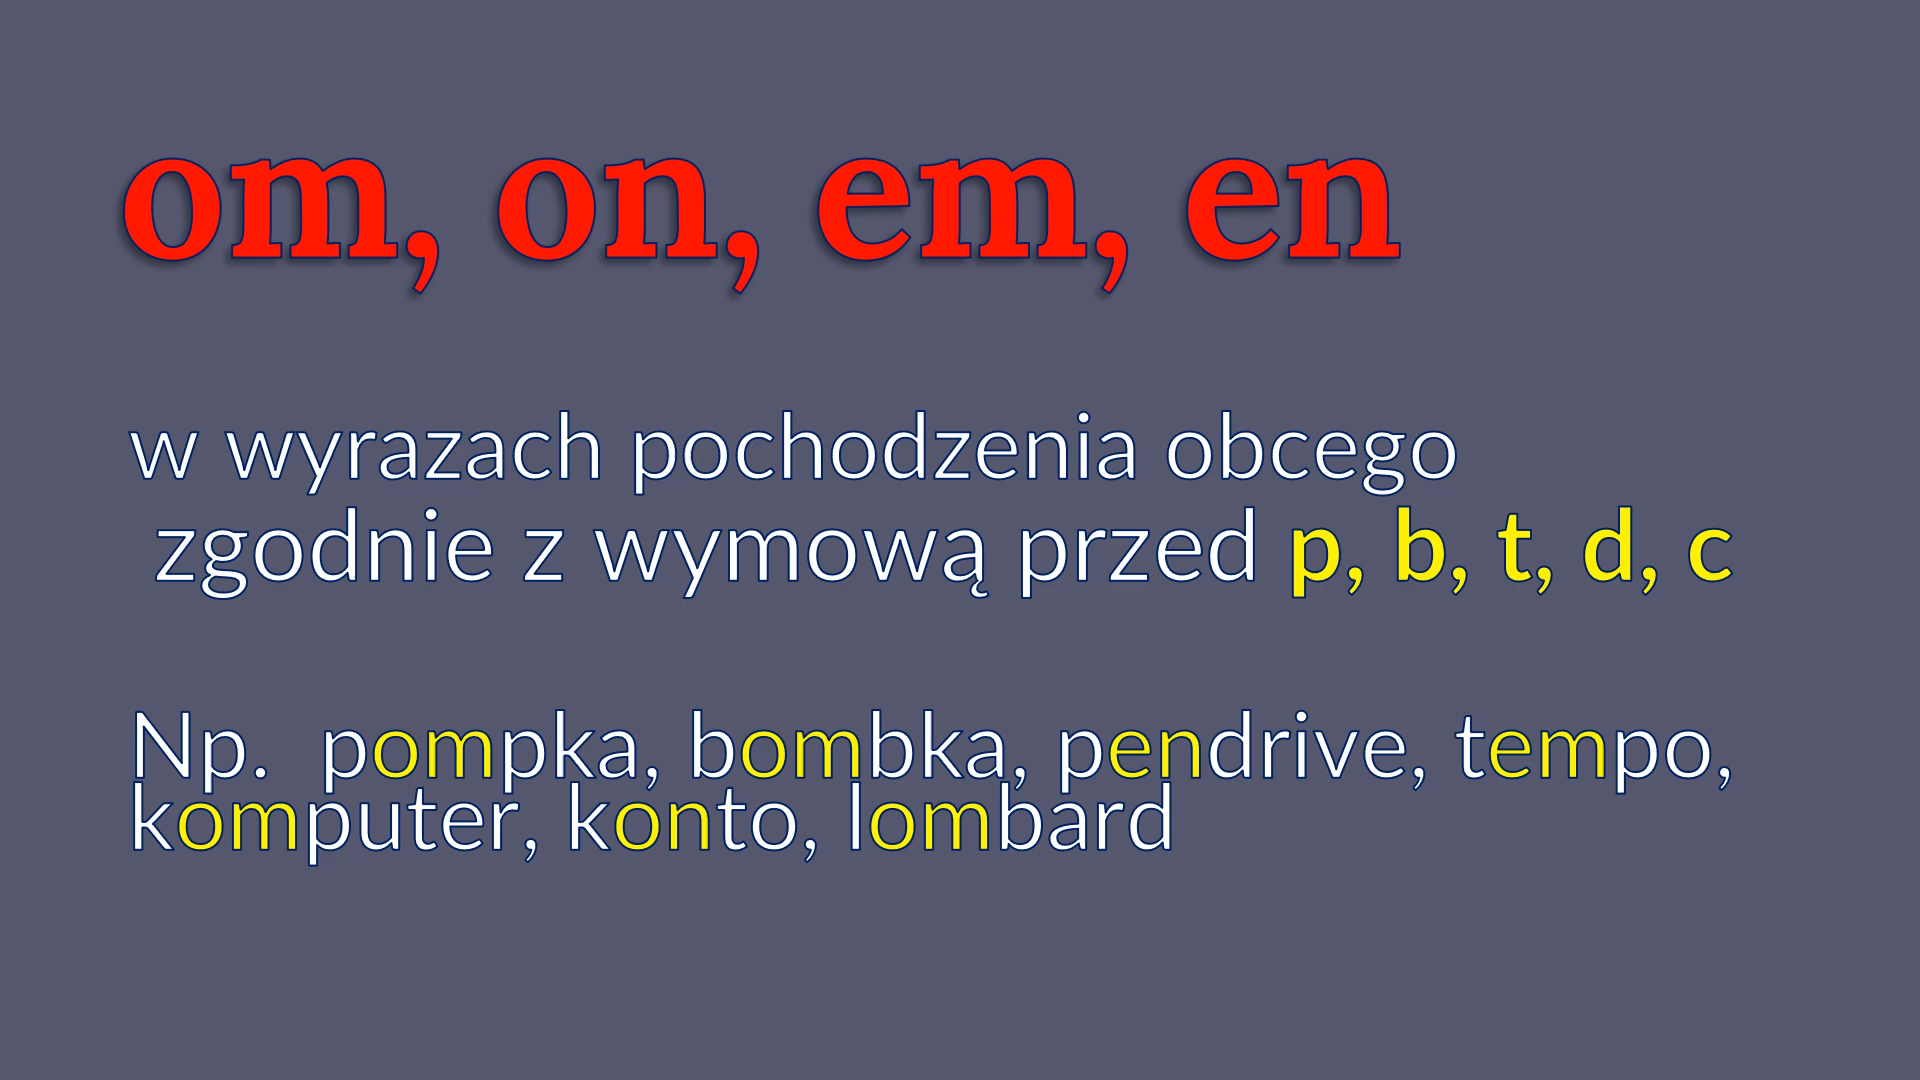 om, on, em, en
w wyrazach pochodzenia obcego
zgodnie z wymową przed p, b, t, d, c
Np. pompka, bombka, pendrive, tempo,
komputer, konto, lombard